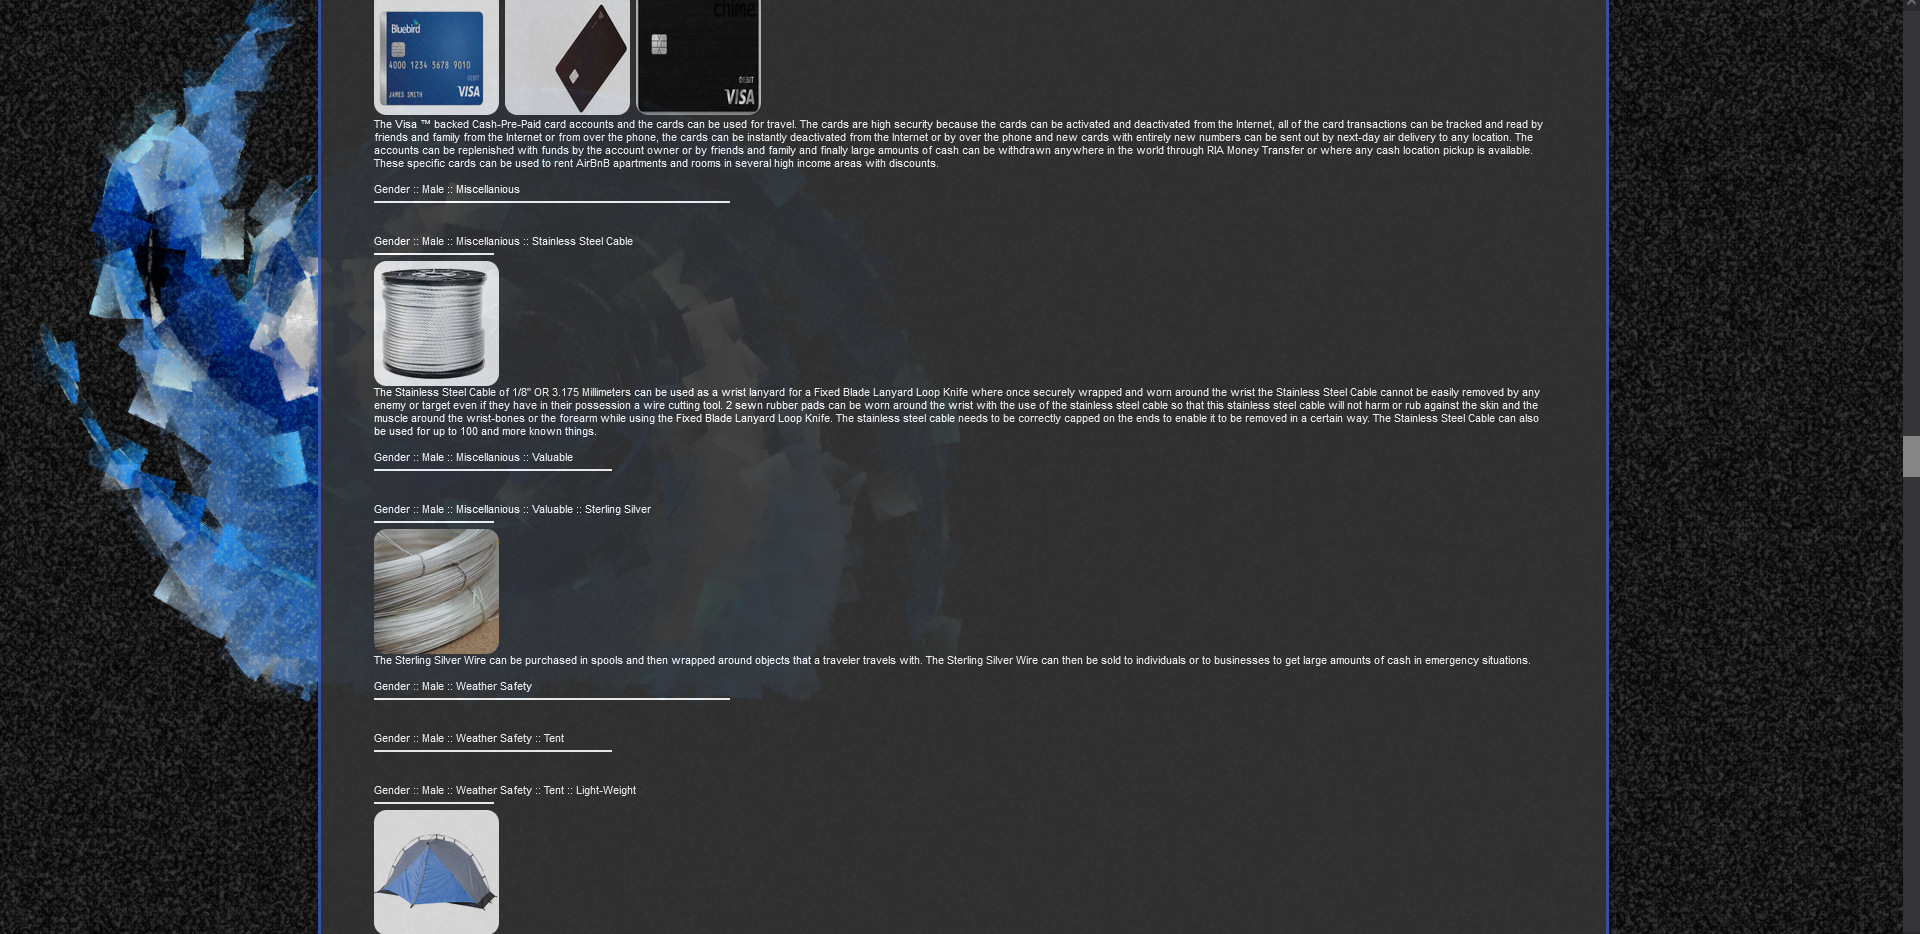 chime
Bluebird
4000 1234 5678 9010
DEBIT
JAMES SMITH
VISA
DEBIT
VISA
The Visa ™ backed Cash-Pre-Paid card accounts and the cards can be used for travel. The cards are high security because the cards can be activated and deactivated from the Internet, all of the card transactions can be tracked and read by
friends and family from the Internet or from over the phone, the cards can be instantly deactivated from the Internet or by over the phone and new cards with entirely new numbers can be sent out by next-day air delivery to any location. The
accounts can be replenished with funds by the account owner or by friends and family and finally large amounts of cash can be withdrawn anywhere in the world through RIA Money Transfer or where any cash location pickup is available.
These specific cards can be used to rent AirBnB apartments and rooms in several high income areas with discounts.
Gender :: Male :: Miscellanious
Gender :: Male :: Miscellanious :: Stainless Steel Cable
The Stainless Steel Cable of 1/8" OR 3.175 Millimeters can be used as a wrist lanyard for a Fixed Blade Lanyard Loop Knife where once securely wrapped and worn around the wrist the Stainless Steel Cable cannot be easily removed by any
enemy or target even if they have in their possession a wire cutting tool. 2 sewn rubber pads can be worn around the wrist with the use of the stainless steel cable so that this stainless steel cable will not harm or rub against the skin and the
muscle around the wrist-bones or the forearm while using the Fixed Blade Lanyard Loop Knife. The stainless steel cable needs to be correctly capped on the ends to enable it to be removed in a certain way. The Stainless Steel Cable can also
be used for up to 100 and more known things.
Gender :: Male :: Miscellanious :: Valuable
Gender :: Male :: Miscellanious :: Valuable :: Sterling Silver
The Sterling Silver Wire can be purchased in spools and then wrapped around objects that a traveler travels with. The Sterling Silver Wire can then be sold to individuals or to businesses to get large amounts of cash in emergency situations.
Gender :: Male :: Weather Safety
Gender :: Male :: Weather Safety :: Tent
Gender :: Male :: Weather Safety :: Tent :: Light-Weight